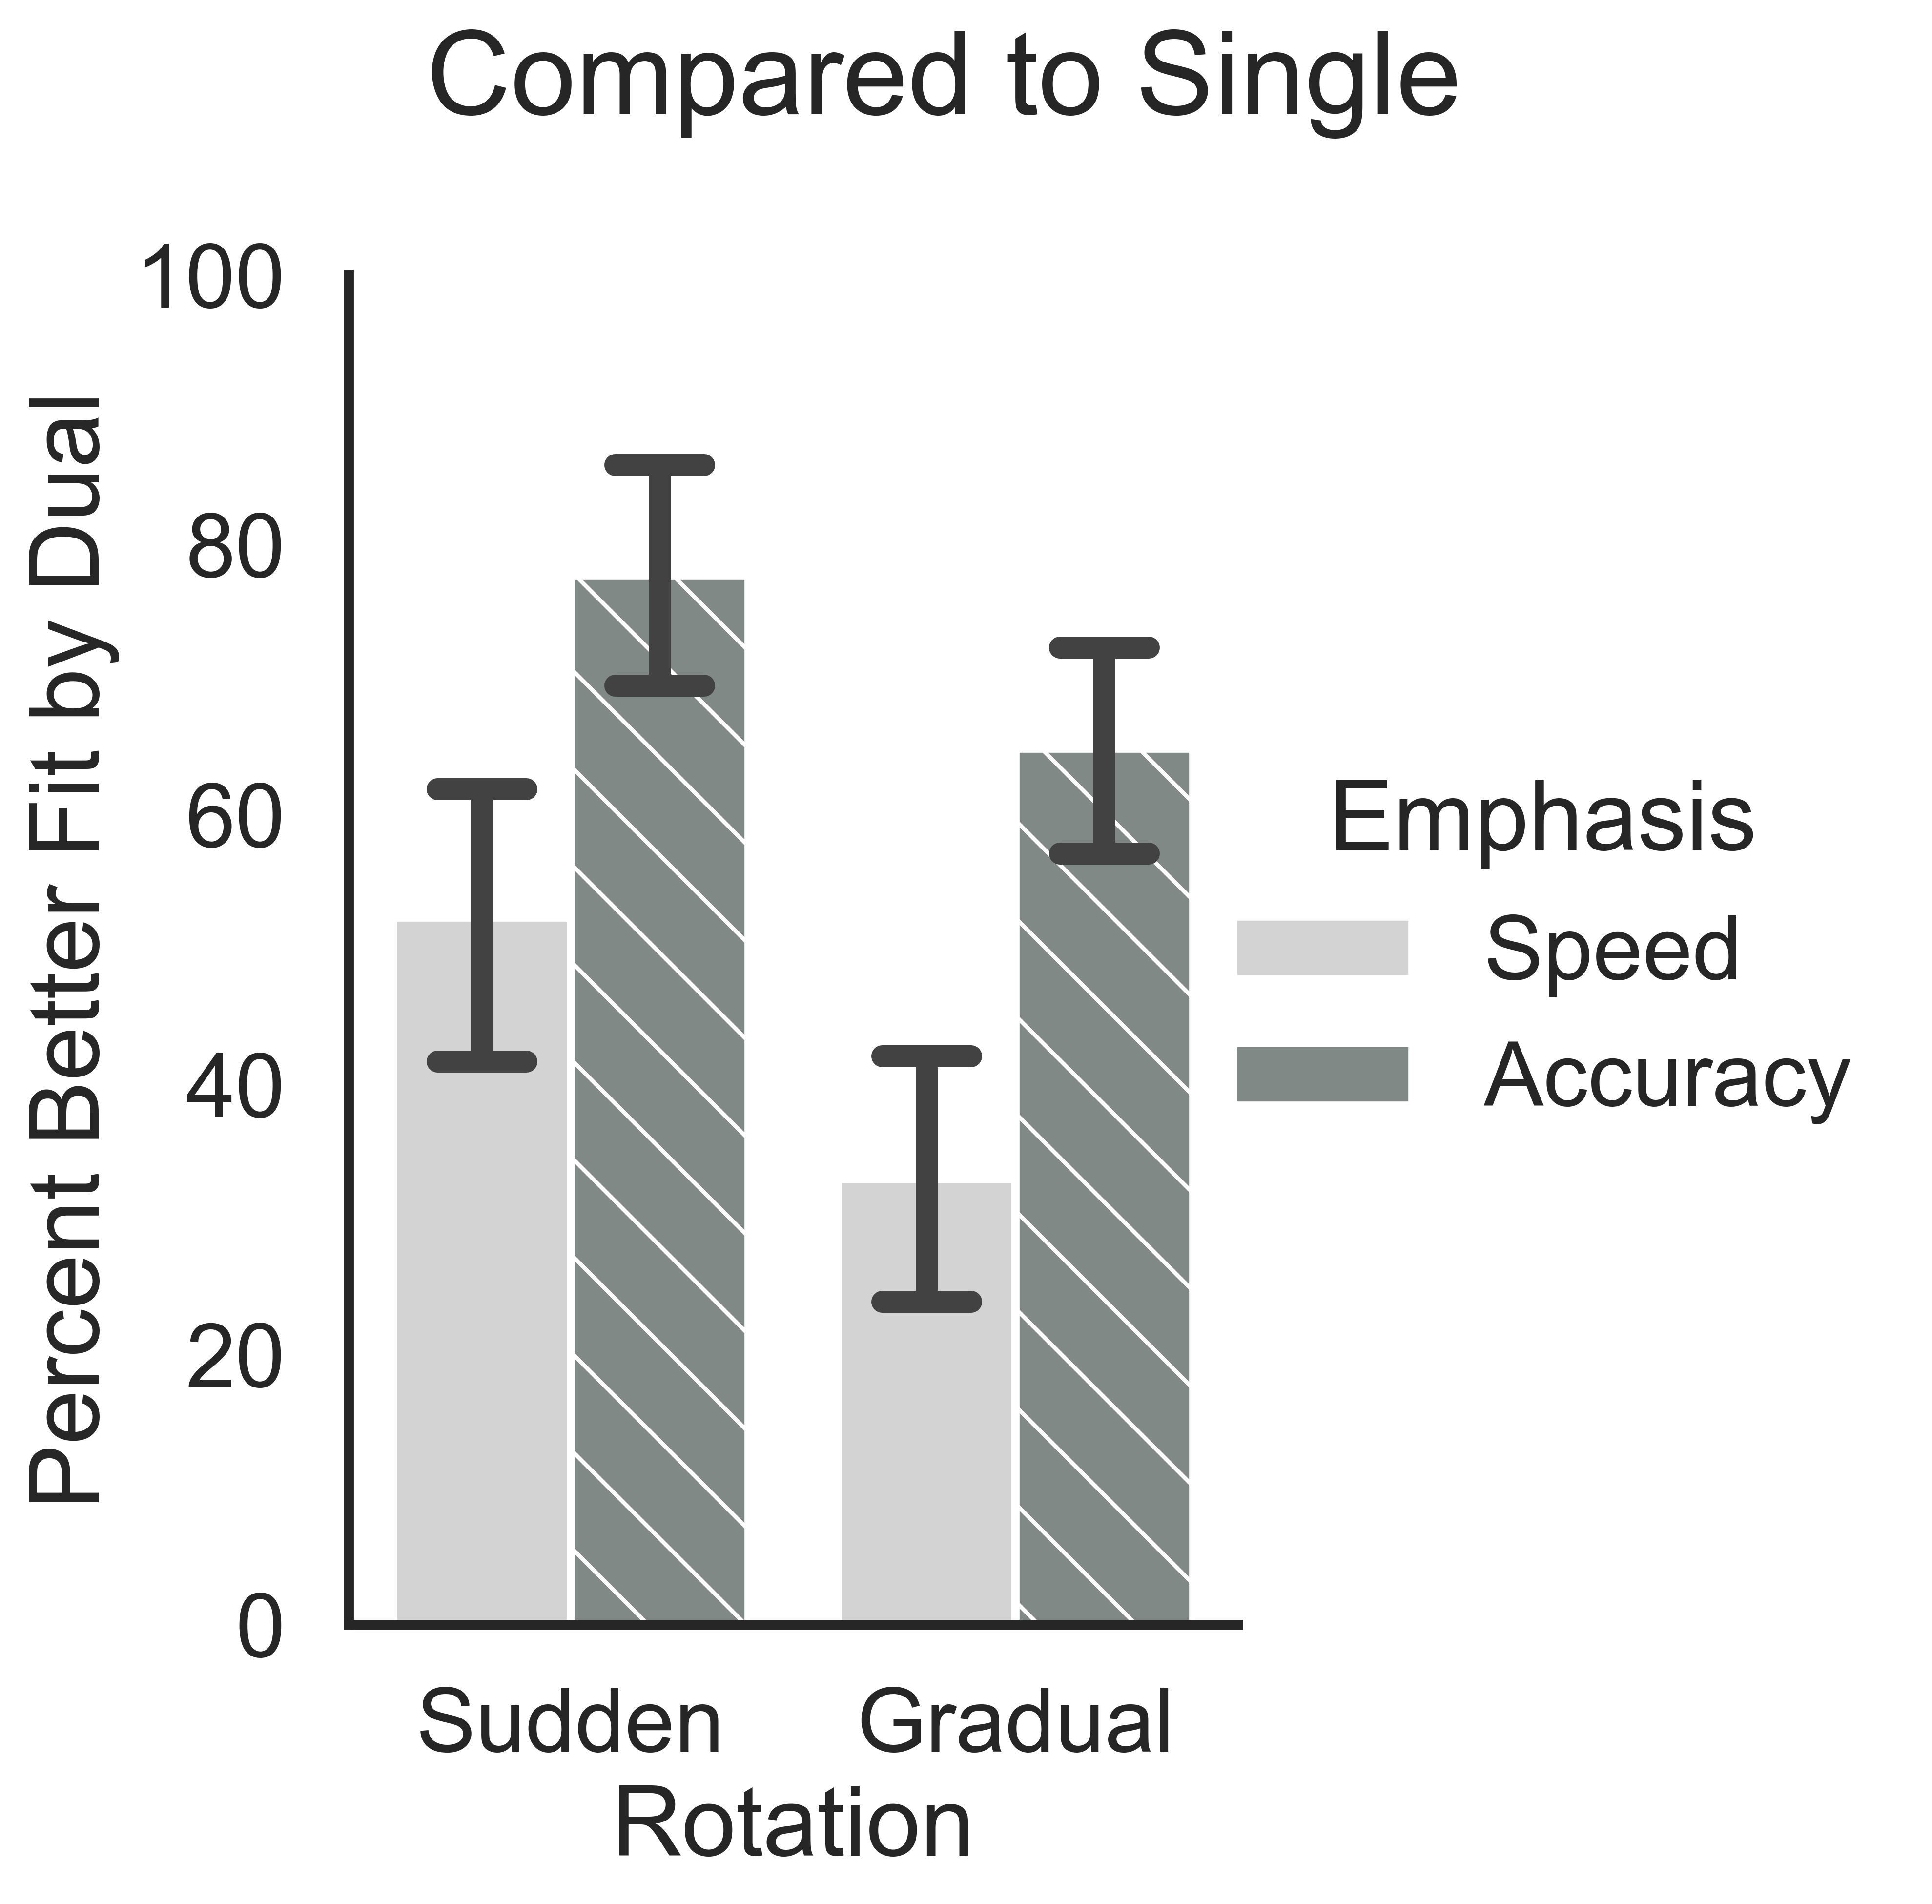 Compared to Single
Percent Better Fit by Dual
100
80
60
40
20
0
Sudden
Gradual
Rotation
Emphasis
Speed
Accuracy